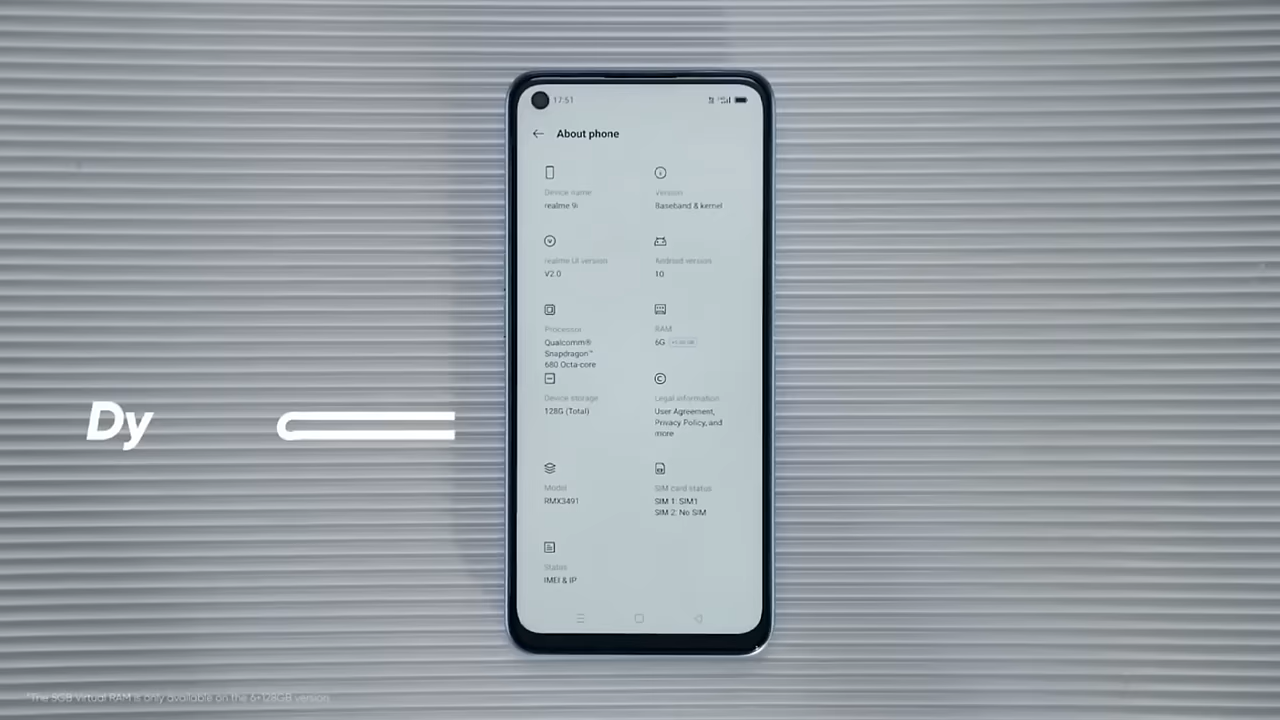 17:51
About phone
Device name
realme 9i
Version
Baseband & kernel
realme UI version
V2.0
Android version
10
Processor
Qualcomm®
Snapdragon™
680 Octa-core
RAM
6G
Device storage
128G (Total)
Legal information
User Agreement,
Privacy Policy, and
more
Model
RMX3491
SIM card status
SIM 1: SIM1
SIM 2: No SIM
Status
IMEI & IP
Dy
*The 5GB Virtual RAM is only available on the 6+128GB version.